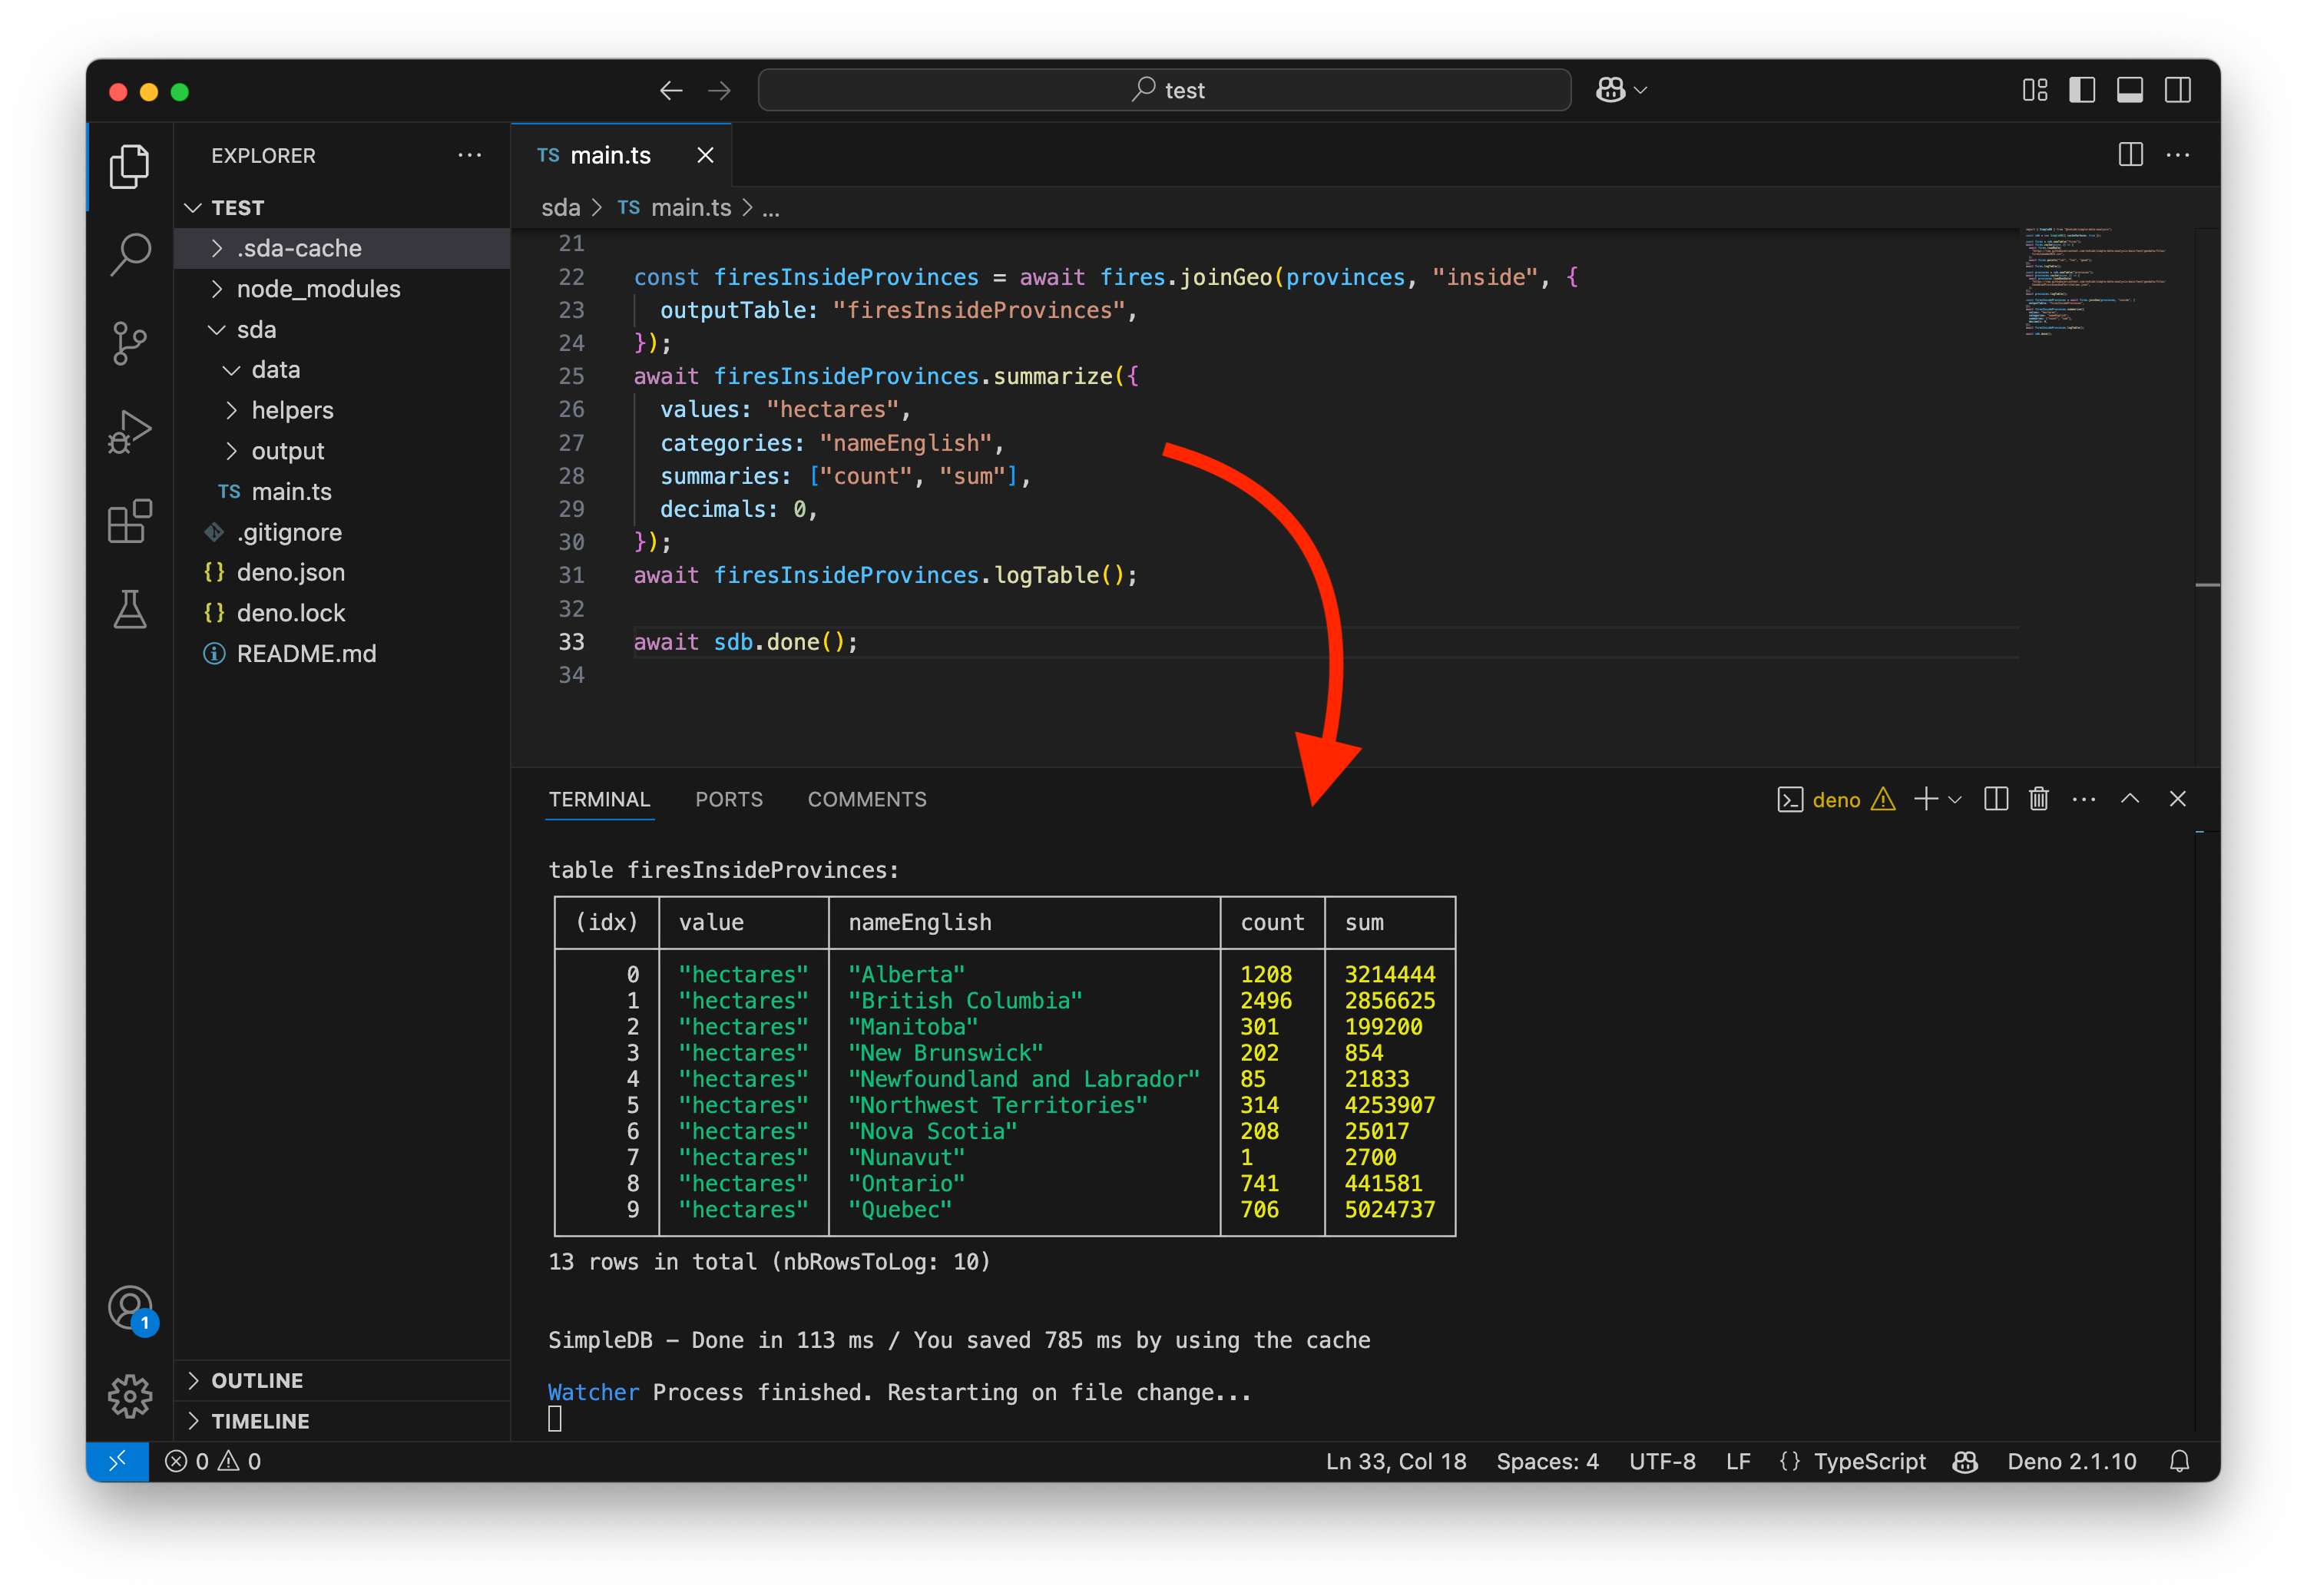 test
EXPLORER
TEST
.sda-cache
node_modules
sda
data
helpers
output
TS main.ts
.gitignore
{} deno.json
{} deno.lock
README.md
OUTLINE
TIMELINE
1
TS main.ts
sda > TS main.ts > ...
21
22 const firesInsideProvinces = await fires.joinGeo(provinces, "inside", {
23 outputTable: "firesInsideProvinces",
24 });
25 await firesInsideProvinces.summarize({
26 values: "hectares",
27 categories: "nameEnglish",
28 summaries: ["count", "sum"],
29 decimals: 0,
30 });
31 await firesInsideProvinces.logTable();
32
33 await sdb.done();
34
TERMINAL PORTS COMMENTS
deno
table firesInsideProvinces:
(idx) value nameEnglish count sum
0 "hectares" "Alberta" 1208 3214444
1 "hectares" "British Columbia" 2496 2856625
2 "hectares" "Manitoba" 301 199200
3 "hectares" "New Brunswick" 202 854
4 "hectares" "Newfoundland and Labrador" 85 21833
5 "hectares" "Northwest Territories" 314 4253907
6 "hectares" "Nova Scotia" 208 25017
7 "hectares" "Nunavut" 1 2700
8 "hectares" "Ontario" 741 441581
9 "hectares" "Quebec" 706 5024737
13 rows in total (nbRowsToLog: 10)
SimpleDB – Done in 113 ms / You saved 785 ms by using the cache
Watcher Process finished. Restarting on file change...
0 0
Ln 33, Col 18 Spaces: 4 UTF-8 LF {} TypeScript Deno 2.1.10